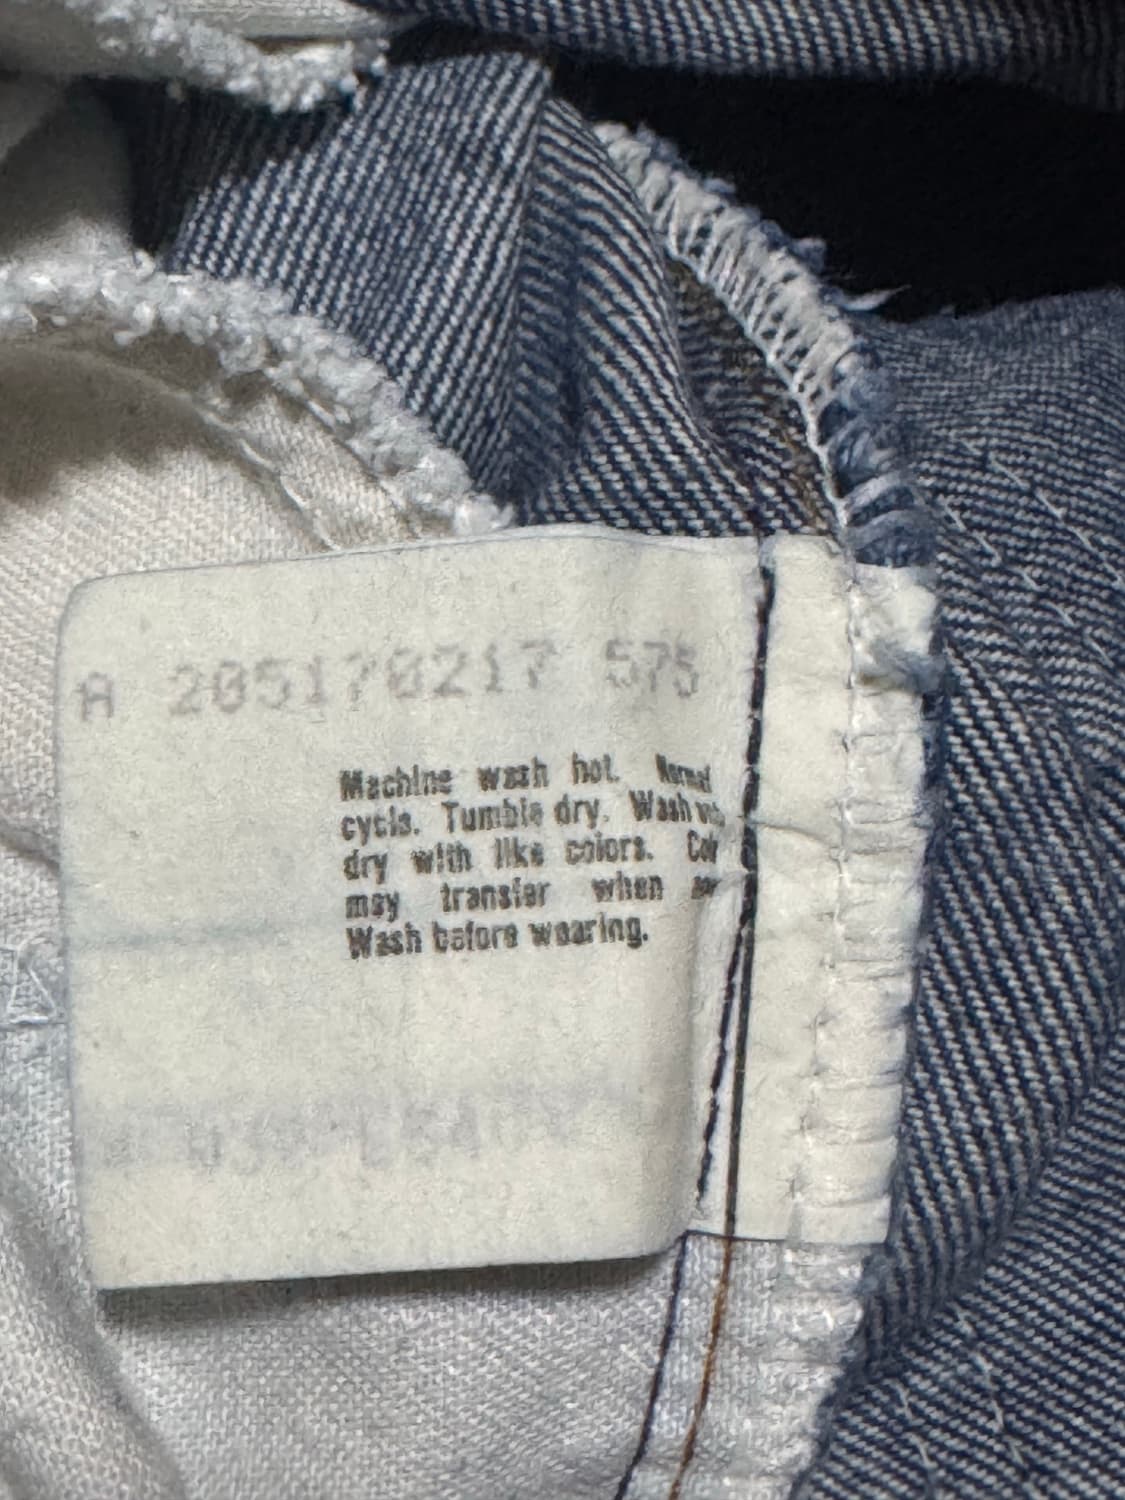 A 205170217 575
Machine wash hot. Normal
cycle. Tumble dry. Wash
dry with like colors.
may transfer when
Wash before wearing.